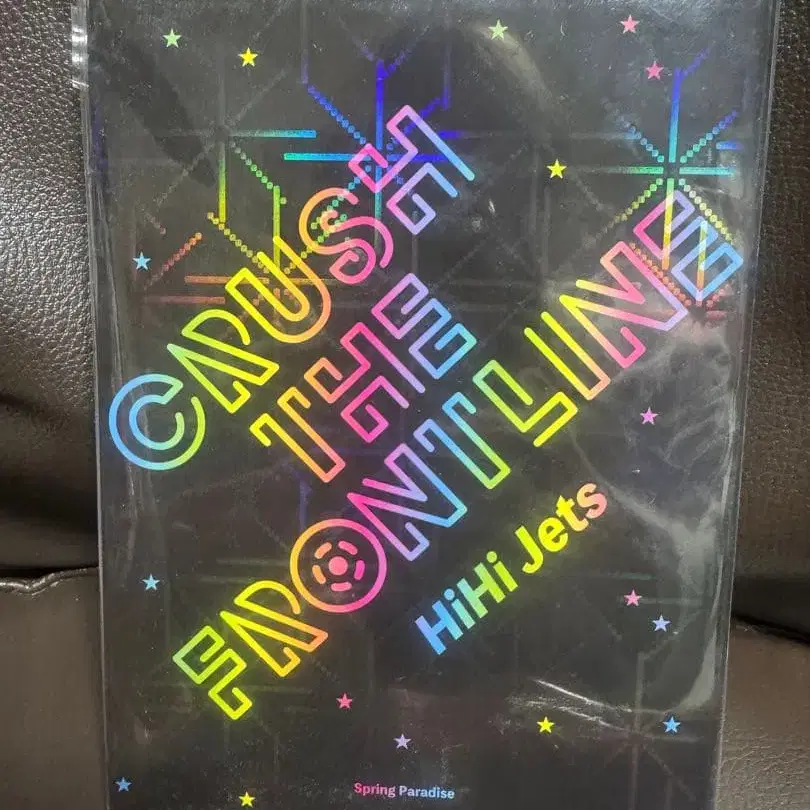 CRUSH
THE
FRONTLINE
HiHi Jets
Spring Paradise